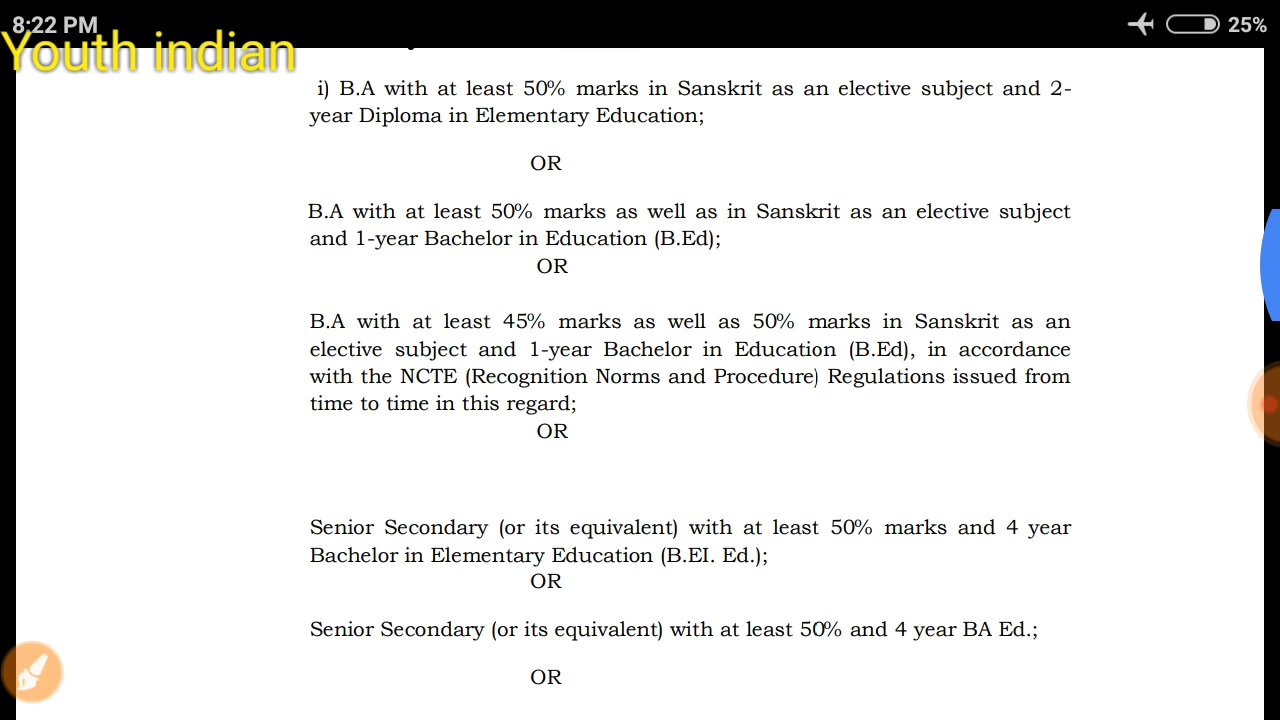 8:22 PM
25%
Youth indian
i) B.A with at least 50% marks in Sanskrit as an elective subject and 2-
year Diploma in Elementary Education;
OR
B.A with at least 50% marks as well as in Sanskrit as an elective subject
and 1-year Bachelor in Education (B.Ed);
OR
B.A with at least 45% marks as well as 50% marks in Sanskrit as an
elective subject and 1-year Bachelor in Education (B.Ed), in accordance
with the NCTE (Recognition Norms and Procedure) Regulations issued from
time to time in this regard;
OR
Senior Secondary (or its equivalent) with at least 50% marks and 4 year
Bachelor in Elementary Education (B.EI. Ed.);
OR
Senior Secondary (or its equivalent) with at least 50% and 4 year BA Ed.;
OR